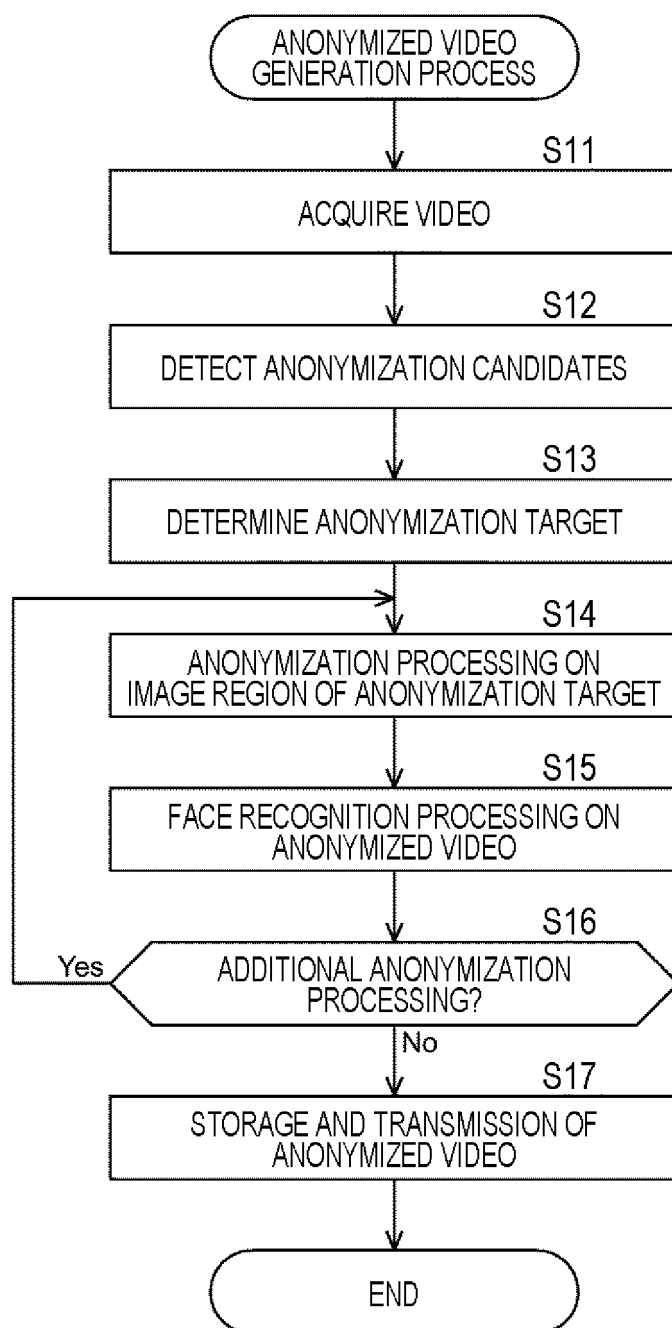 ANONYMIZED VIDEO
GENERATION PROCESS
S11
ACQUIRE VIDEO
S12
DETECT ANONYMIZATION CANDIDATES
S13
DETERMINE ANONYMIZATION TARGET
S14
ANONYMIZATION PROCESSING ON
IMAGE REGION OF ANONYMIZATION TARGET
S15
FACE RECOGNITION PROCESSING ON
ANONYMIZED VIDEO
S16
Yes
ADDITIONAL ANONYMIZATION
PROCESSING?
No
S17
STORAGE AND TRANSMISSION OF
ANONYMIZED VIDEO
END